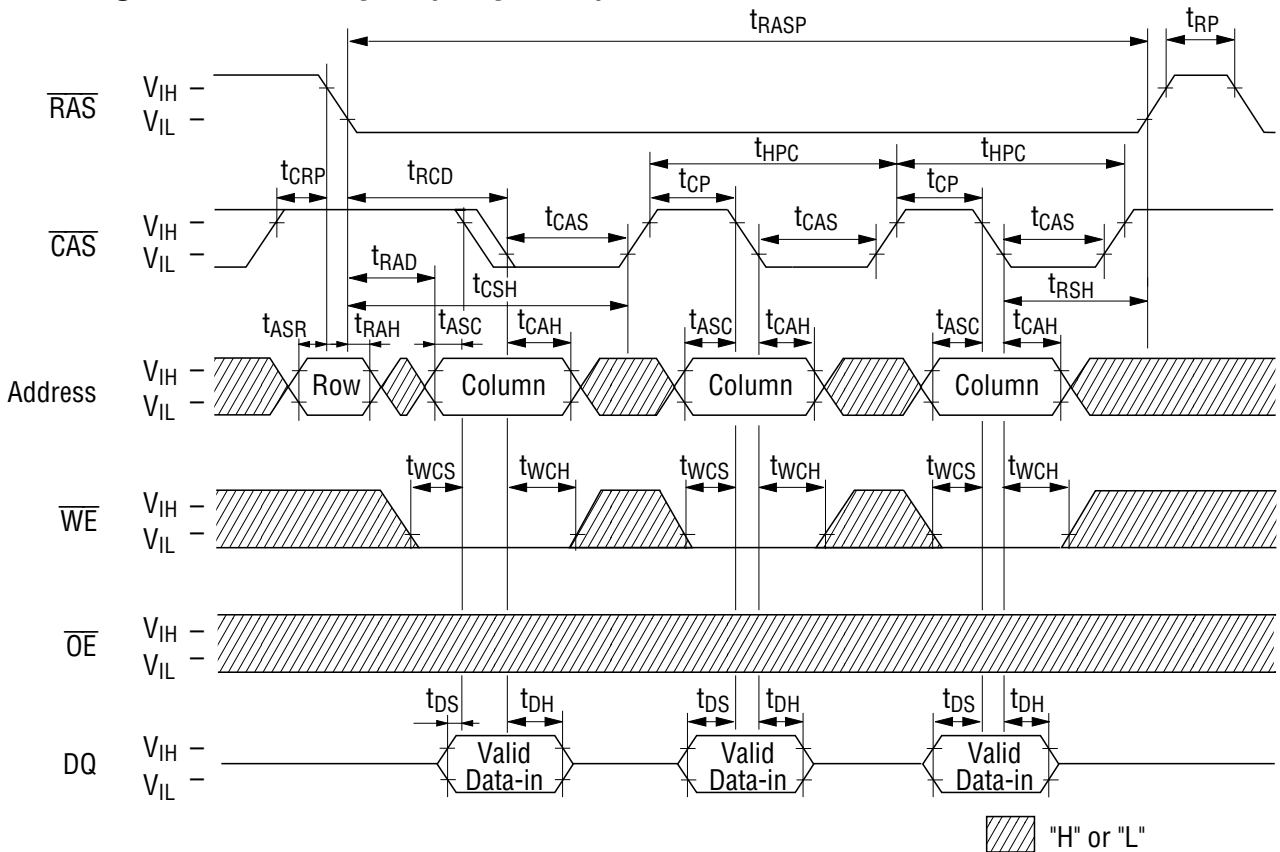 tRASP
tRP
RAS
VIH
VIL
tHPC
tHPC
tCRP
tRCD
tCP
tCP
CAS
VIH
VIL
tCAS
tCAS
tCAS
tRAD
tCSH
tRSH
tASR
tRAH
tASC
tCAH
tASC
tCAH
tASC
tCAH
Address
VIH
VIL
Row
Column
Column
Column
tWCS
tWCH
tWCS
tWCH
tWCS
tWCH
WE
VIH
VIL
OE
VIH
VIL
tDS
tDH
tDS
tDH
tDS
tDH
DQ
VIH
VIL
Valid
Data-in
Valid
Data-in
Valid
Data-in
"H" or "L"